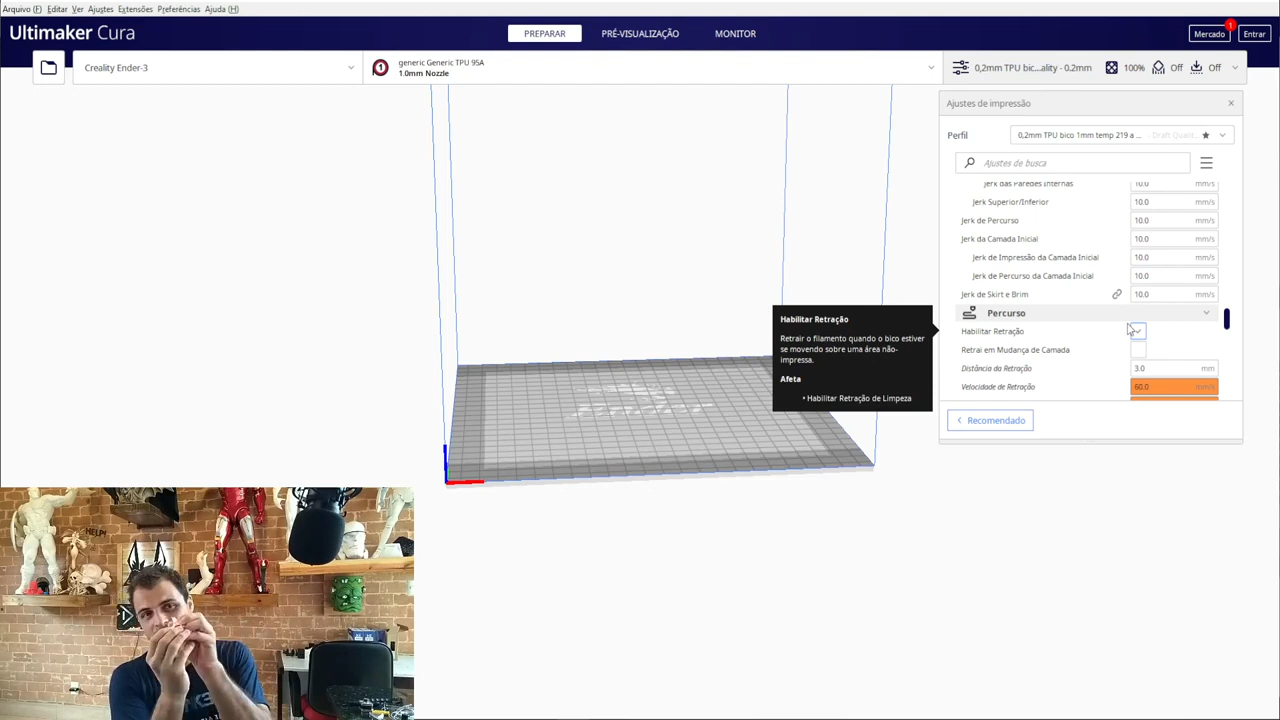 Arquivo (F) Editar Ver Ajustes Extensões Preferências Ajuda (H)
Ultimaker Cura
PREPARAR PRÉ-VISUALIZAÇÃO MONITOR
Mercado 1 Entrar
Creality Ender-3
1 generic Generic TPU 95A
1.0mm Nozzle
0,2mm TPU bic...ality - 0.2mm 100% Off Off
Ajustes de impressão
Perfil 0,2mm TPU bico 1mm temp 219 a ... Draft Qualit...
Ajustes de busca
Jerk das Paredes Internas 10.0 mm/s
Jerk Superior/Inferior 10.0 mm/s
Jerk de Percurso 10.0 mm/s
Jerk da Camada Inicial 10.0 mm/s
Jerk de Impressão da Camada Inicial 10.0 mm/s
Jerk de Percurso da Camada Inicial 10.0 mm/s
Jerk de Skirt e Brim 10.0 mm/s
Percurso
Habilitar Retração
Retrai em Mudança de Camada
Distância da Retração 3.0 mm
Velocidade de Retração 60.0 mm/s
Recomendado
Habilitar Retração
Retrair o filamento quando o bico estiver
se movendo sobre uma área não-
impressa.
Afeta
• Habilitar Retração de Limpeza
HELP!